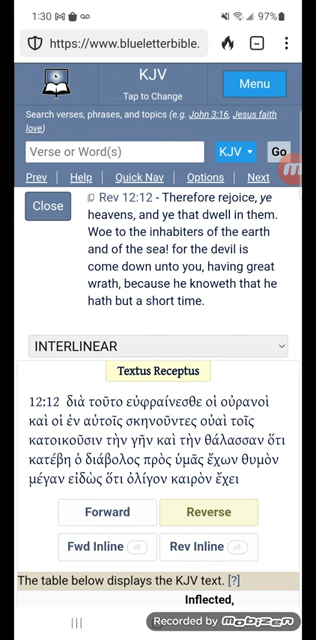 1:30 97%
https://www.blueletterbible.
KJV
Tap to Change
Menu
Search verses, phrases, and topics (e.g. John 3:16, Jesus faith
love)
Verse or Word(s) KJV Go
Prev | Help | Quick Nav | Options | Next
Close
Rev 12:12 - Therefore rejoice, ye
heavens, and ye that dwell in them.
Woe to the inhabiters of the earth
and of the sea! for the devil is
come down unto you, having great
wrath, because he knoweth that he
hath but a short time.
INTERLINEAR
Textus Receptus
12:12 διὰ τοῦτο εὐφραίνεσθε οἱ οὐρανοὶ
καὶ οἱ ἐν αὐτοῖς σκηνοῦντες οὐαὶ τοῖς
κατοικοῦσιν τὴν γῆν καὶ τὴν θάλασσαν ὅτι
κατέβη ὁ διάβολος πρὸς ὑμᾶς ἔχων θυμὸν
μέγαν εἰδὼς ὅτι ὀλίγον καιρὸν ἔχει
Forward Reverse
Fwd Inline Rev Inline
The table below displays the KJV text. [?]
Inflected,
Recorded by Mobizen